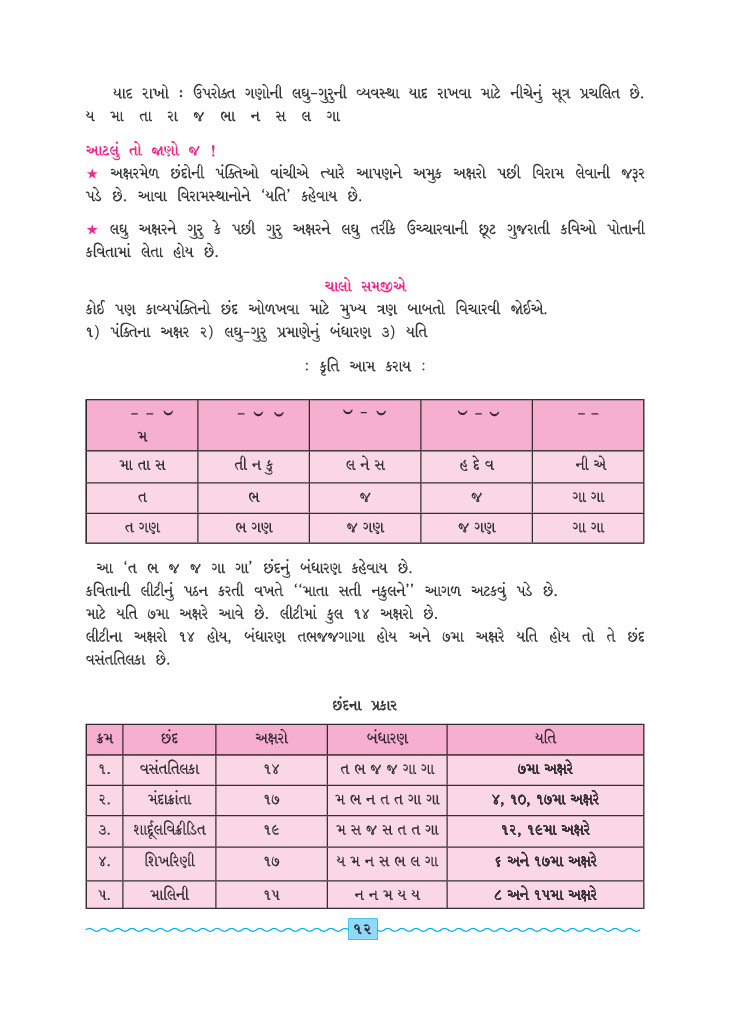 યાદ રાખો : ઉપરોક્ત ગણોની લઘુ-ગુરુની વ્યવસ્થા યાદ રાખવા માટે નીચેનું સૂત્ર પ્રચલિત છે.
ય મા તા રા જ ભા ન સ લ ગા
આટલું તો જાણો જ !
★ અક્ષરમેળ છંદોની પંક્તિઓ વાંચીએ ત્યારે આપણને અમુક અક્ષરો પછી વિરામ લેવાની જરૂર
પડે છે. આવા વિરામસ્થાનોને ‘યતિ’ કહેવાય છે.
★ લઘુ અક્ષરને ગુરુ કે પછી ગુરુ અક્ષરને લઘુ તરીકે ઉચ્ચારવાની છૂટ ગુજરાતી કવિઓ પોતાની
કવિતામાં લેતા હોય છે.
ચાલો સમજીએ
કોઈ પણ કાવ્યપંક્તિનો છંદ ઓળખવા માટે મુખ્ય ત્રણ બાબતો વિચારવી જોઈએ.
૧) પંક્તિના અક્ષર ૨) લઘુ-ગુરુ પ્રમાણેનું બંધારણ ૩) યતિ
: કૃતિ આમ કરાય :
– – ⌣ – ⌣ ⌣ ⌣ – ⌣ ⌣ – ⌣ – –
મ
મા તા સ તી ન કુ લ ને સ હ દે વ ની એ
ત ભ જ જ ગા ગા
ત ગણ ભ ગણ જ ગણ જ ગણ ગા ગા
આ ‘ત ભ જ જ ગા ગા’ છંદનું બંધારણ કહેવાય છે.
કવિતાની લીટીનું પઠન કરતી વખતે ‘‘માતા સતી નકુલને’’ આગળ અટકવું પડે છે.
માટે યતિ ૭મા અક્ષરે આવે છે. લીટીમાં કુલ ૧૪ અક્ષરો છે.
લીટીના અક્ષરો ૧૪ હોય, બંધારણ તભજજગાગા હોય અને ૭મા અક્ષરે યતિ હોય તો તે છંદ
વસંતતિલકા છે.
છંદના પ્રકાર
ક્રમ છંદ અક્ષરો બંધારણ યતિ
૧. વસંતતિલકા ૧૪ ત ભ જ જ ગા ગા ૭મા અક્ષરે
૨. મંદાક્રાંતા ૧૭ મ ભ ન ત ત ગા ગા ૪, ૧૦, ૧૭મા અક્ષરે
૩. શાર્દૂલવિક્રીડિત ૧૯ મ સ જ સ ત ત ગા ૧૨, ૧૯મા અક્ષરે
૪. શિખરિણી ૧૭ ય મ ન સ ભ લ ગા ૬ અને ૧૭મા અક્ષરે
૫. માલિની ૧૫ ન ન મ ય ય ૮ અને ૧૫મા અક્ષરે
૧૨